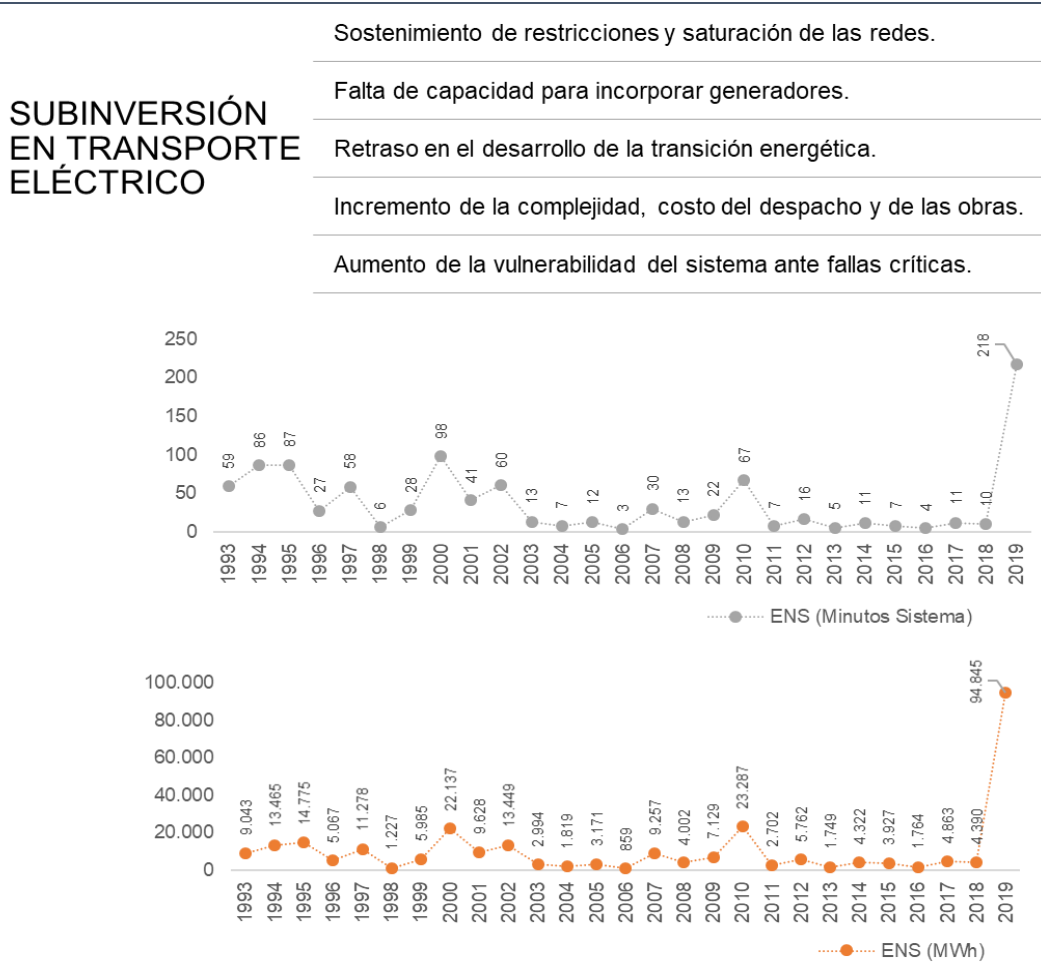 SUBINVERSIÓN
EN TRANSPORTE
ELÉCTRICO
Sostenimiento de restricciones y saturación de las redes.
Falta de capacidad para incorporar generadores.
Retraso en el desarrollo de la transición energética.
Incremento de la complejidad, costo del despacho y de las obras.
Aumento de la vulnerabilidad del sistema ante fallas críticas.
250
200
150
100
50
0
59 86 87 27 58 6 28 98 41 60 13 7 12 3 30 13 22 67 7 16 5 11 7 4 11 10 218
1993 1994 1995 1996 1997 1998 1999 2000 2001 2002 2003 2004 2005 2006 2007 2008 2009 2010 2011 2012 2013 2014 2015 2016 2017 2018 2019
ENS (Minutos Sistema)
100.000
80.000
60.000
40.000
20.000
0
9.043 13.465 14.775 5.067 11.278 1.227 5.985 22.137 9.628 13.449 2.994 1.819 3.171 859 9.257 4.002 7.129 23.287 2.702 5.762 1.749 4.322 3.927 1.764 4.863 4.390 94.845
1993 1994 1995 1996 1997 1998 1999 2000 2001 2002 2003 2004 2005 2006 2007 2008 2009 2010 2011 2012 2013 2014 2015 2016 2017 2018 2019
ENS (MWh)